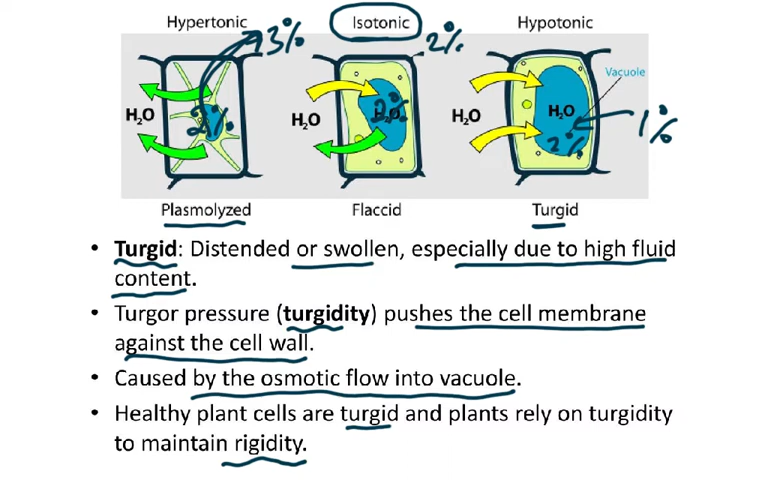 Hypertonic
Isotonic
Hypotonic
3%
2%
Vacuole
H₂O
2%
H₂O
2%
H₂O
H₂O
H₂O
2%
1%
Plasmolyzed
Flaccid
Turgid
• Turgid: Distended or swollen, especially due to high fluid
content.
• Turgor pressure (turgidity) pushes the cell membrane
against the cell wall.
• Caused by the osmotic flow into vacuole.
• Healthy plant cells are turgid and plants rely on turgidity
to maintain rigidity.